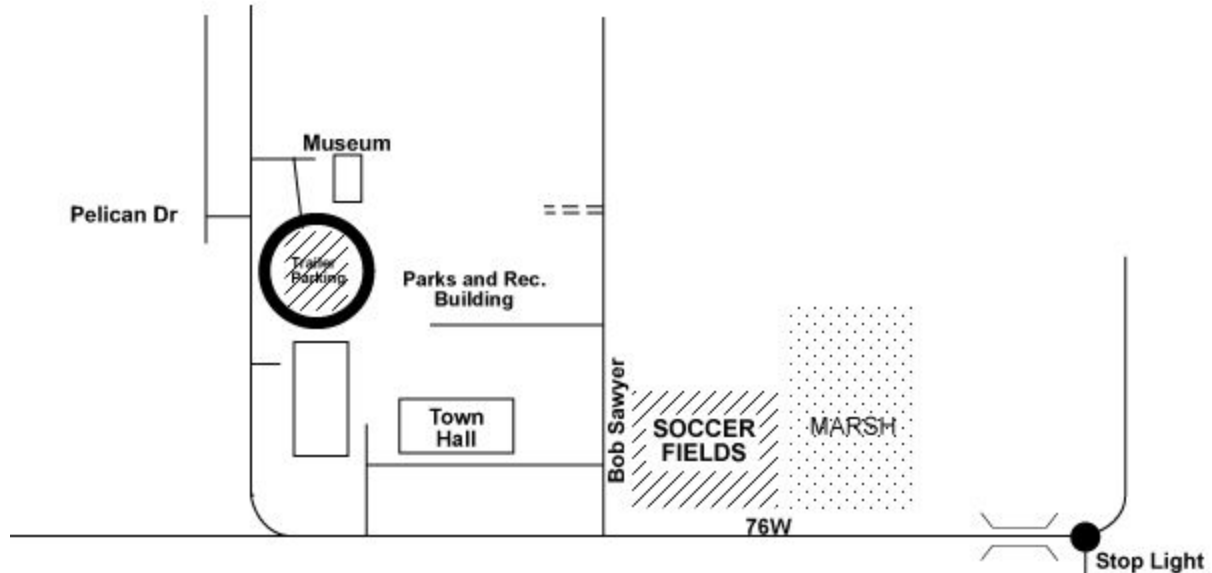 Museum
Pelican Dr
Trailer
Parking
Parks and Rec.
Building
Bob Sawyer
Town
Hall
SOCCER
FIELDS
MARSH
76W
Stop Light